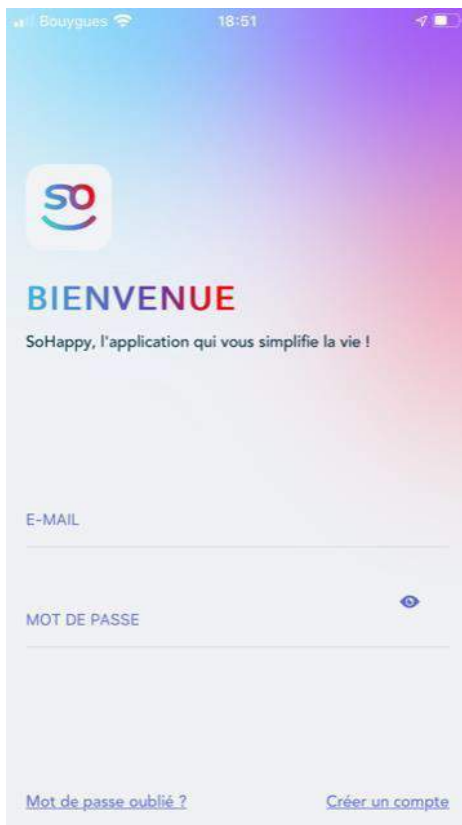 Bouygues 18:51
so
BIENVENUE
SoHappy, l'application qui vous simplifie la vie !
E-MAIL
MOT DE PASSE
Mot de passe oublié ? Créer un compte